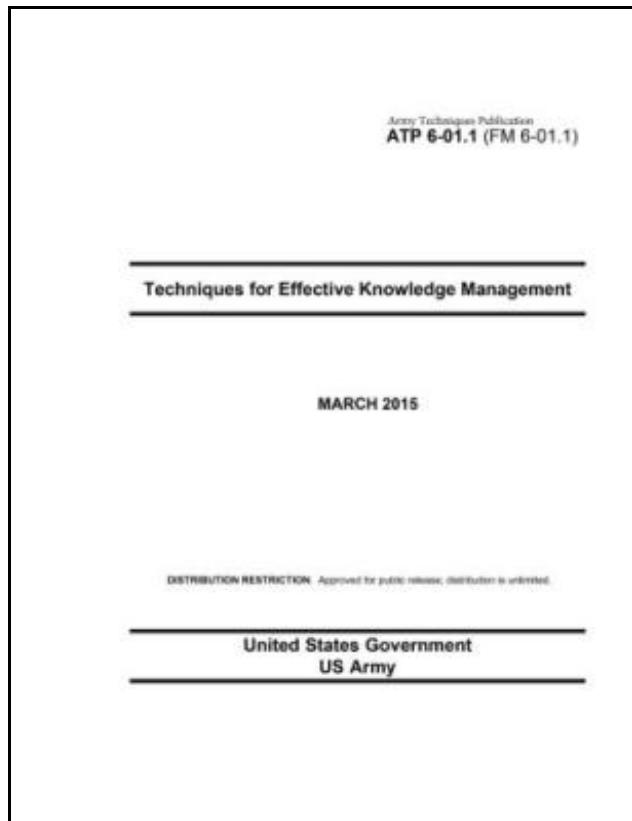 Army Techniques Publication
ATP 6-01.1 (FM 6-01.1)
Techniques for Effective Knowledge Management
MARCH 2015
DISTRIBUTION RESTRICTION. Approved for public release; distribution is unlimited.
United States Government
US Army